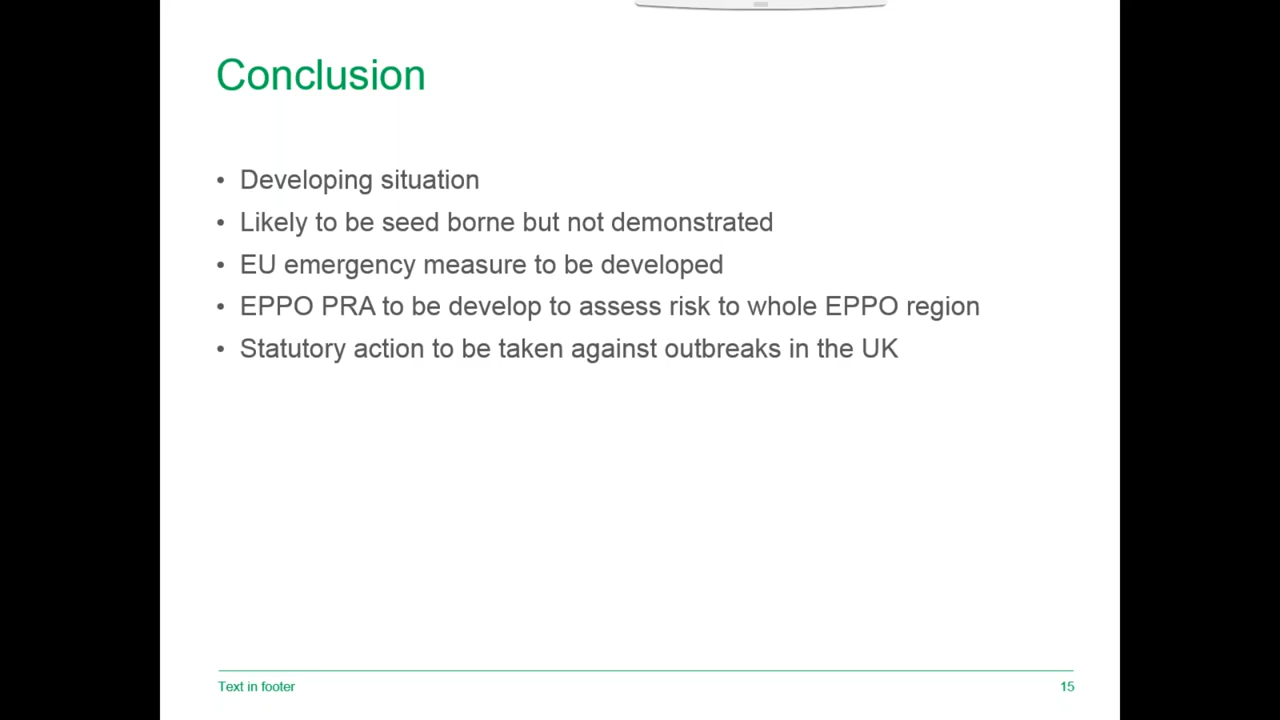 Conclusion
• Developing situation
• Likely to be seed borne but not demonstrated
• EU emergency measure to be developed
• EPPO PRA to be develop to assess risk to whole EPPO region
• Statutory action to be taken against outbreaks in the UK
Text in footer
15